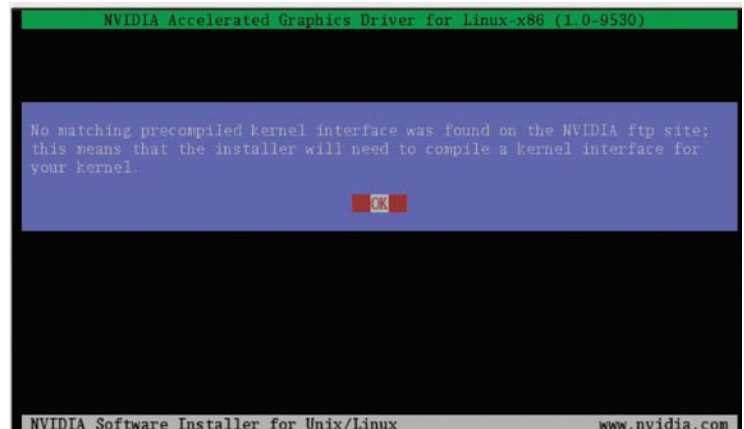 NVIDIA Accelerated Graphics Driver for Linux-x86 (1.0-9530)
No matching precompiled kernel interface was found on the NVIDIA ftp site;
this means that the installer will need to compile a kernel interface for
your kernel.
OK
NVIDIA Software Installer for Unix/Linux www.nvidia.com